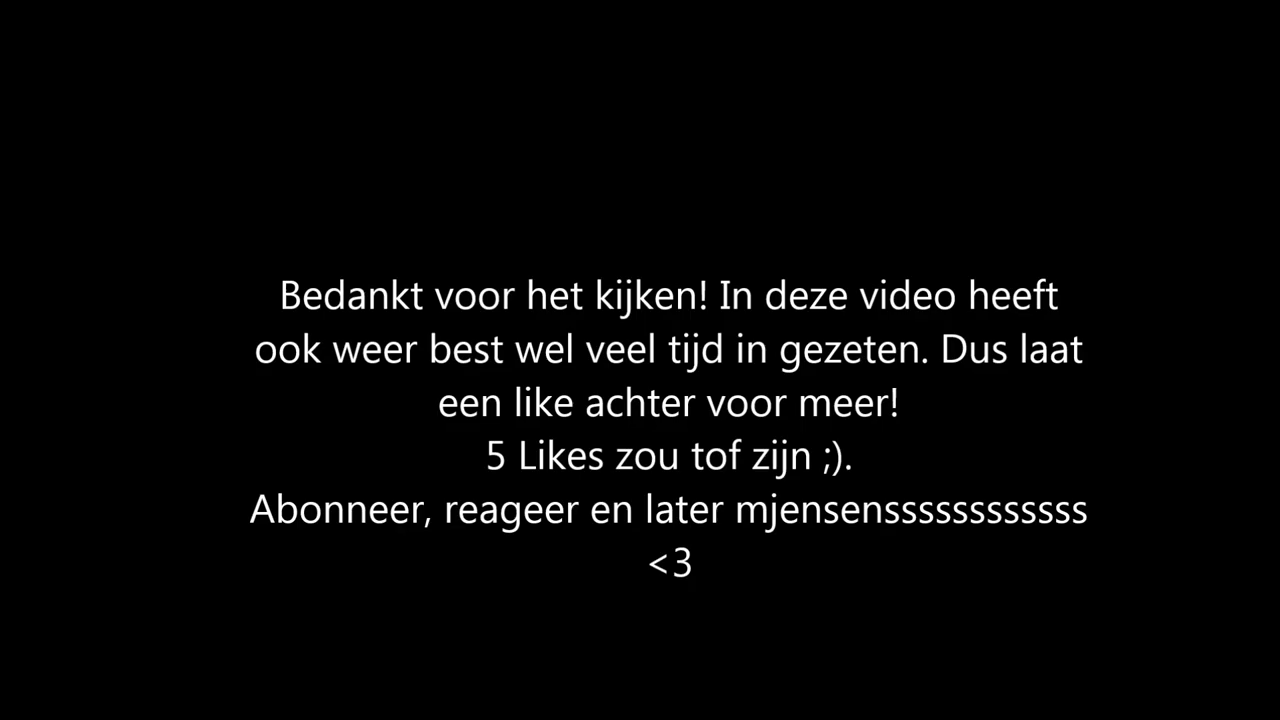 Bedankt voor het kijken! In deze video heeft
ook weer best wel veel tijd in gezeten. Dus laat
een like achter voor meer!
5 Likes zou tof zijn ;).
Abonneer, reageer en later mjensenssssssssssss
<3